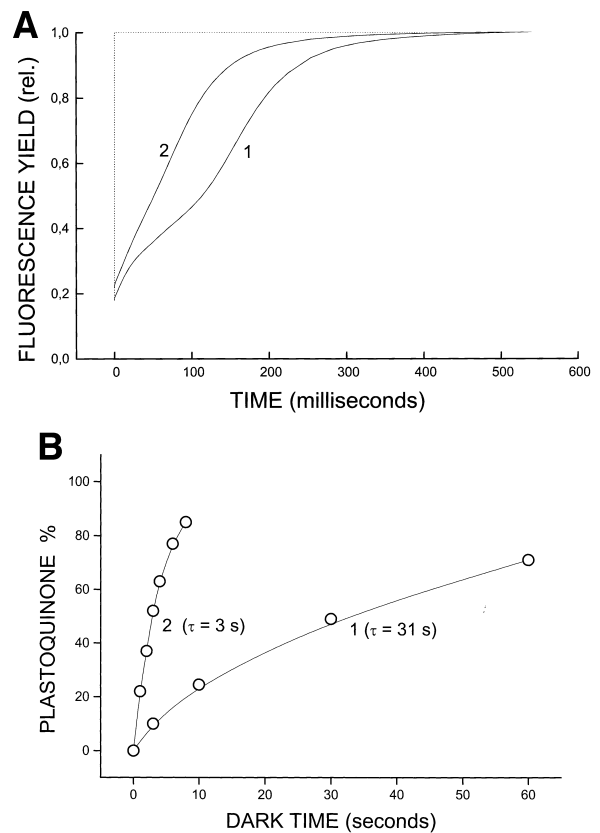 A
FLUORESCENCE YIELD (rel.)
1,0
0,8
0,6
0,4
0,2
0,0
2
1
0 100 200 300 400 500 600
TIME (milliseconds)
B
PLASTOQUINONE %
100
80
60
40
20
0
2 (τ = 3 s)
1 (τ = 31 s)
0 10 20 30 40 50 60
DARK TIME (seconds)